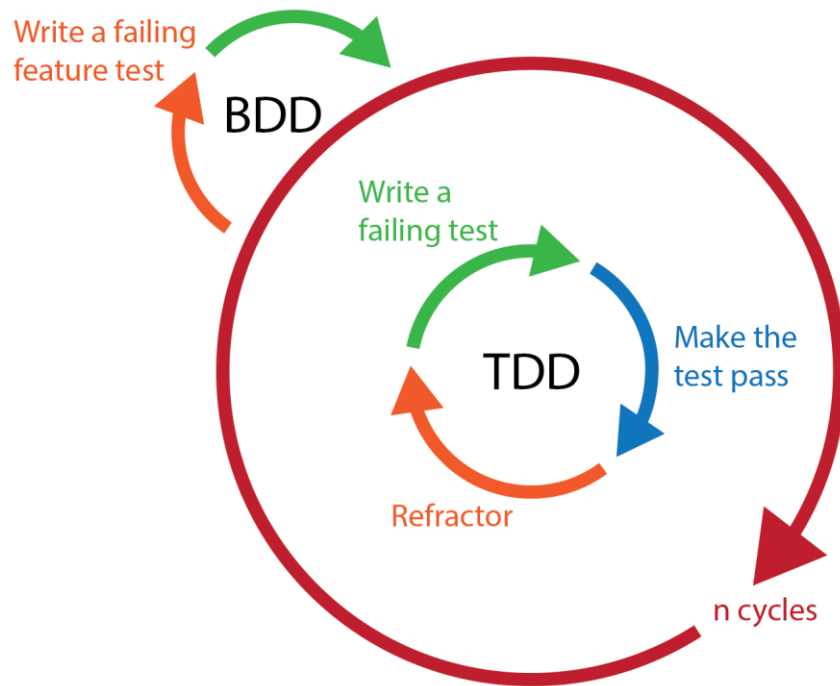 Write a failing
feature test
BDD
Write a
failing test
TDD
Make the
test pass
Refractor
n cycles